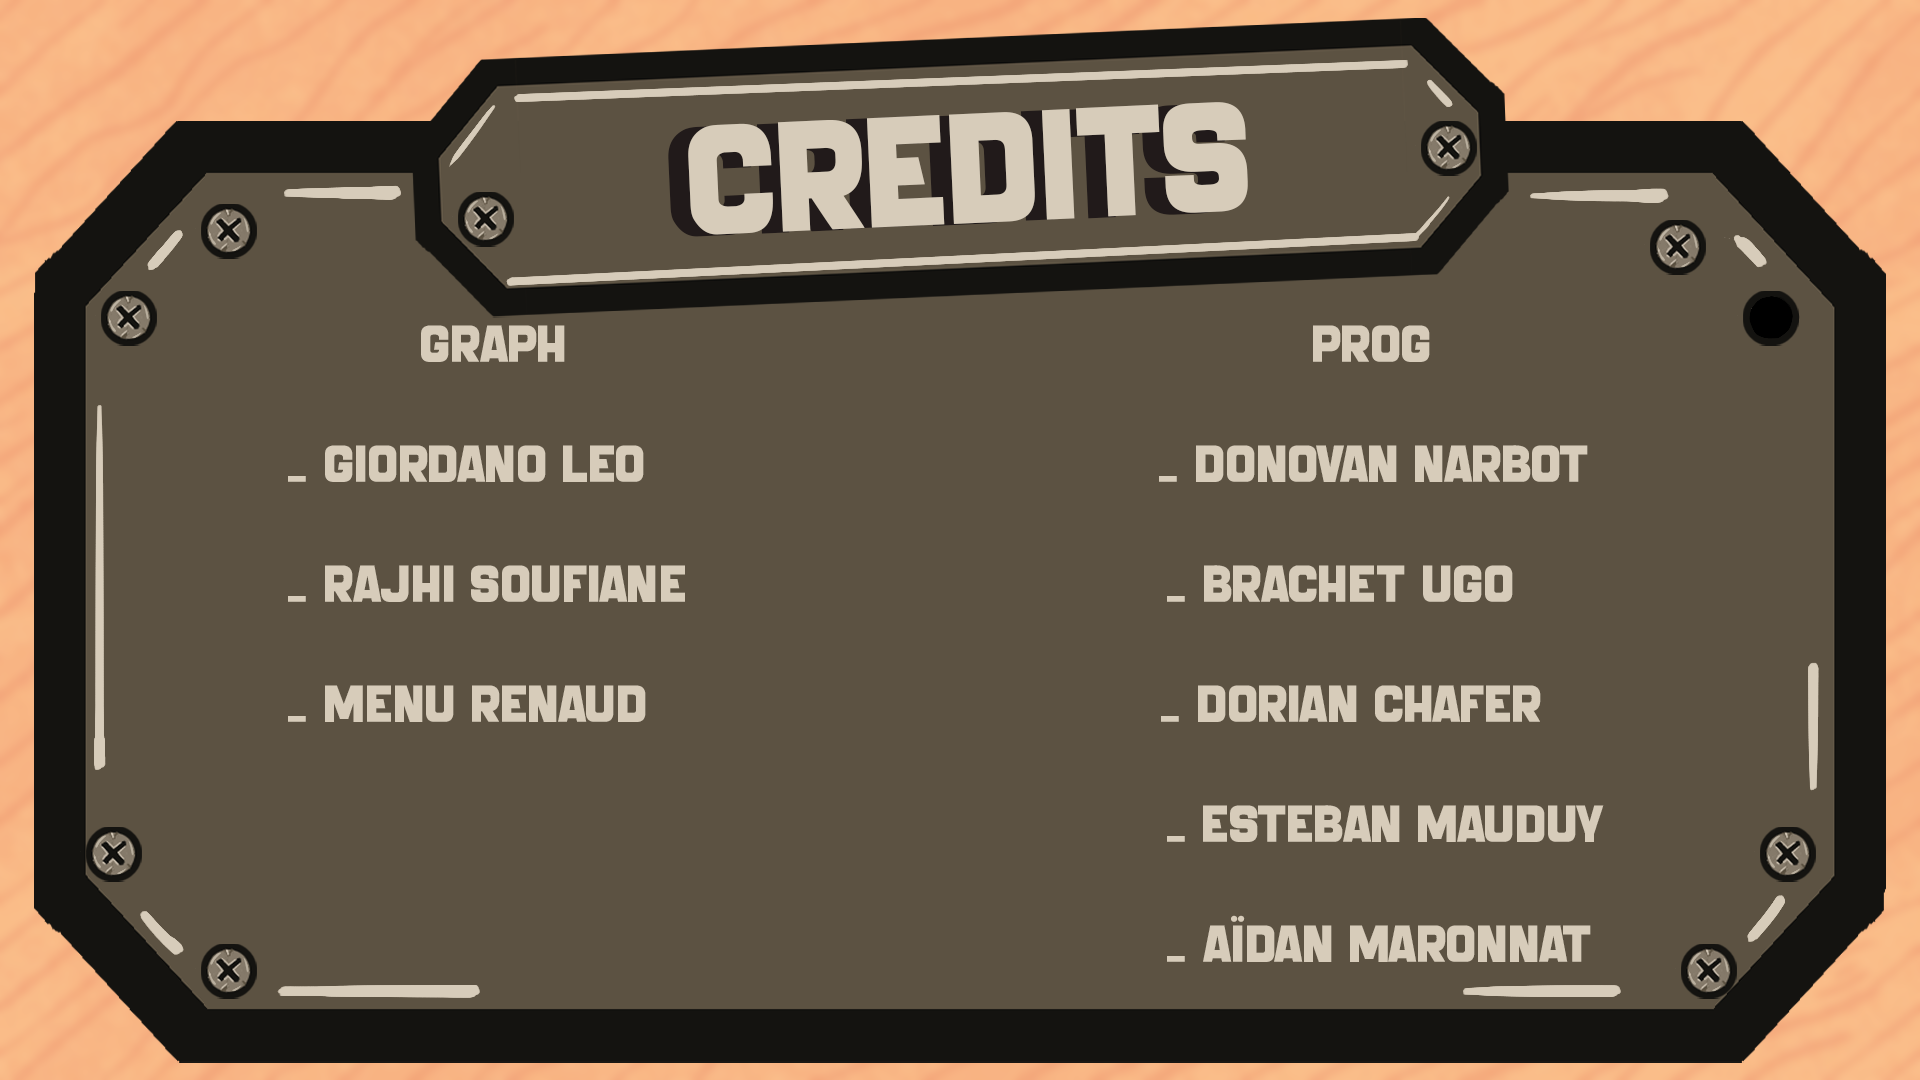 CREDITS
GRAPH
_ GIORDANO LEO
_ RAJHI SOUFIANE
_ MENU RENAUD
PROG
_ DONOVAN NARBOT
_ BRACHET UGO
_ DORIAN CHAFER
_ ESTEBAN MAUDUY
_ AÏDAN MARONNAT